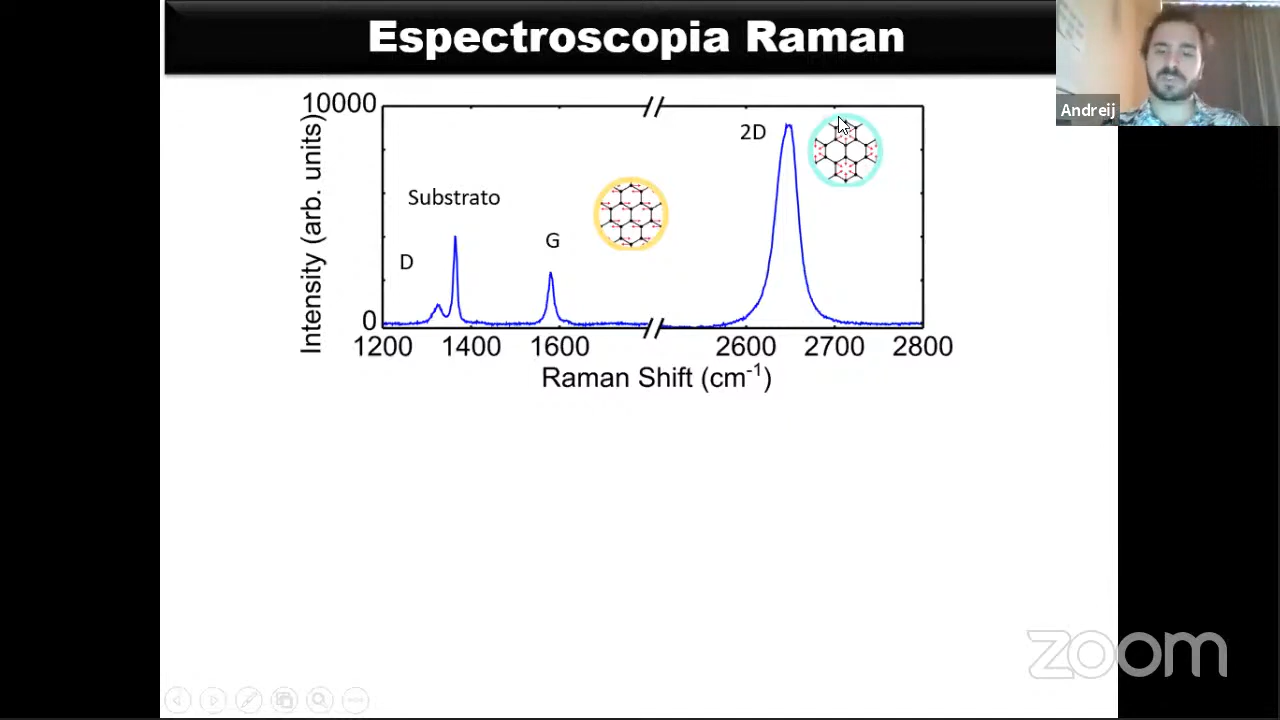 Espectroscopia Raman
Andreij
10000
Intensity (arb. units)
0
Substrato
D
G
2D
1200 1400 1600 2600 2700 2800
Raman Shift (cm⁻¹)
zoom